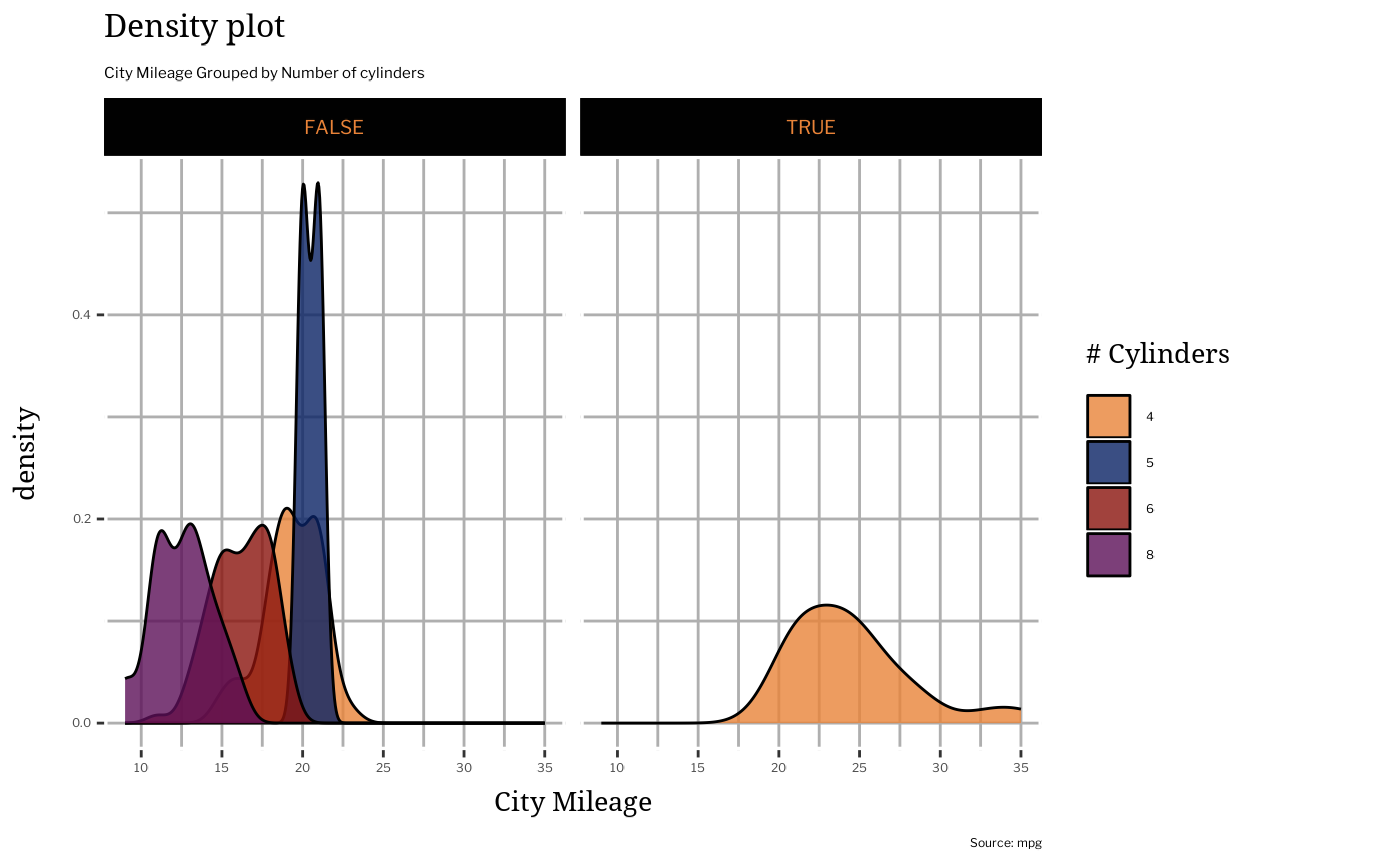 Density plot
City Mileage Grouped by Number of cylinders
FALSE
TRUE
density
0.4
0.2
0.0
10 15 20 25 30 35
10 15 20 25 30 35
City Mileage
# Cylinders
4
5
6
8
Source: mpg